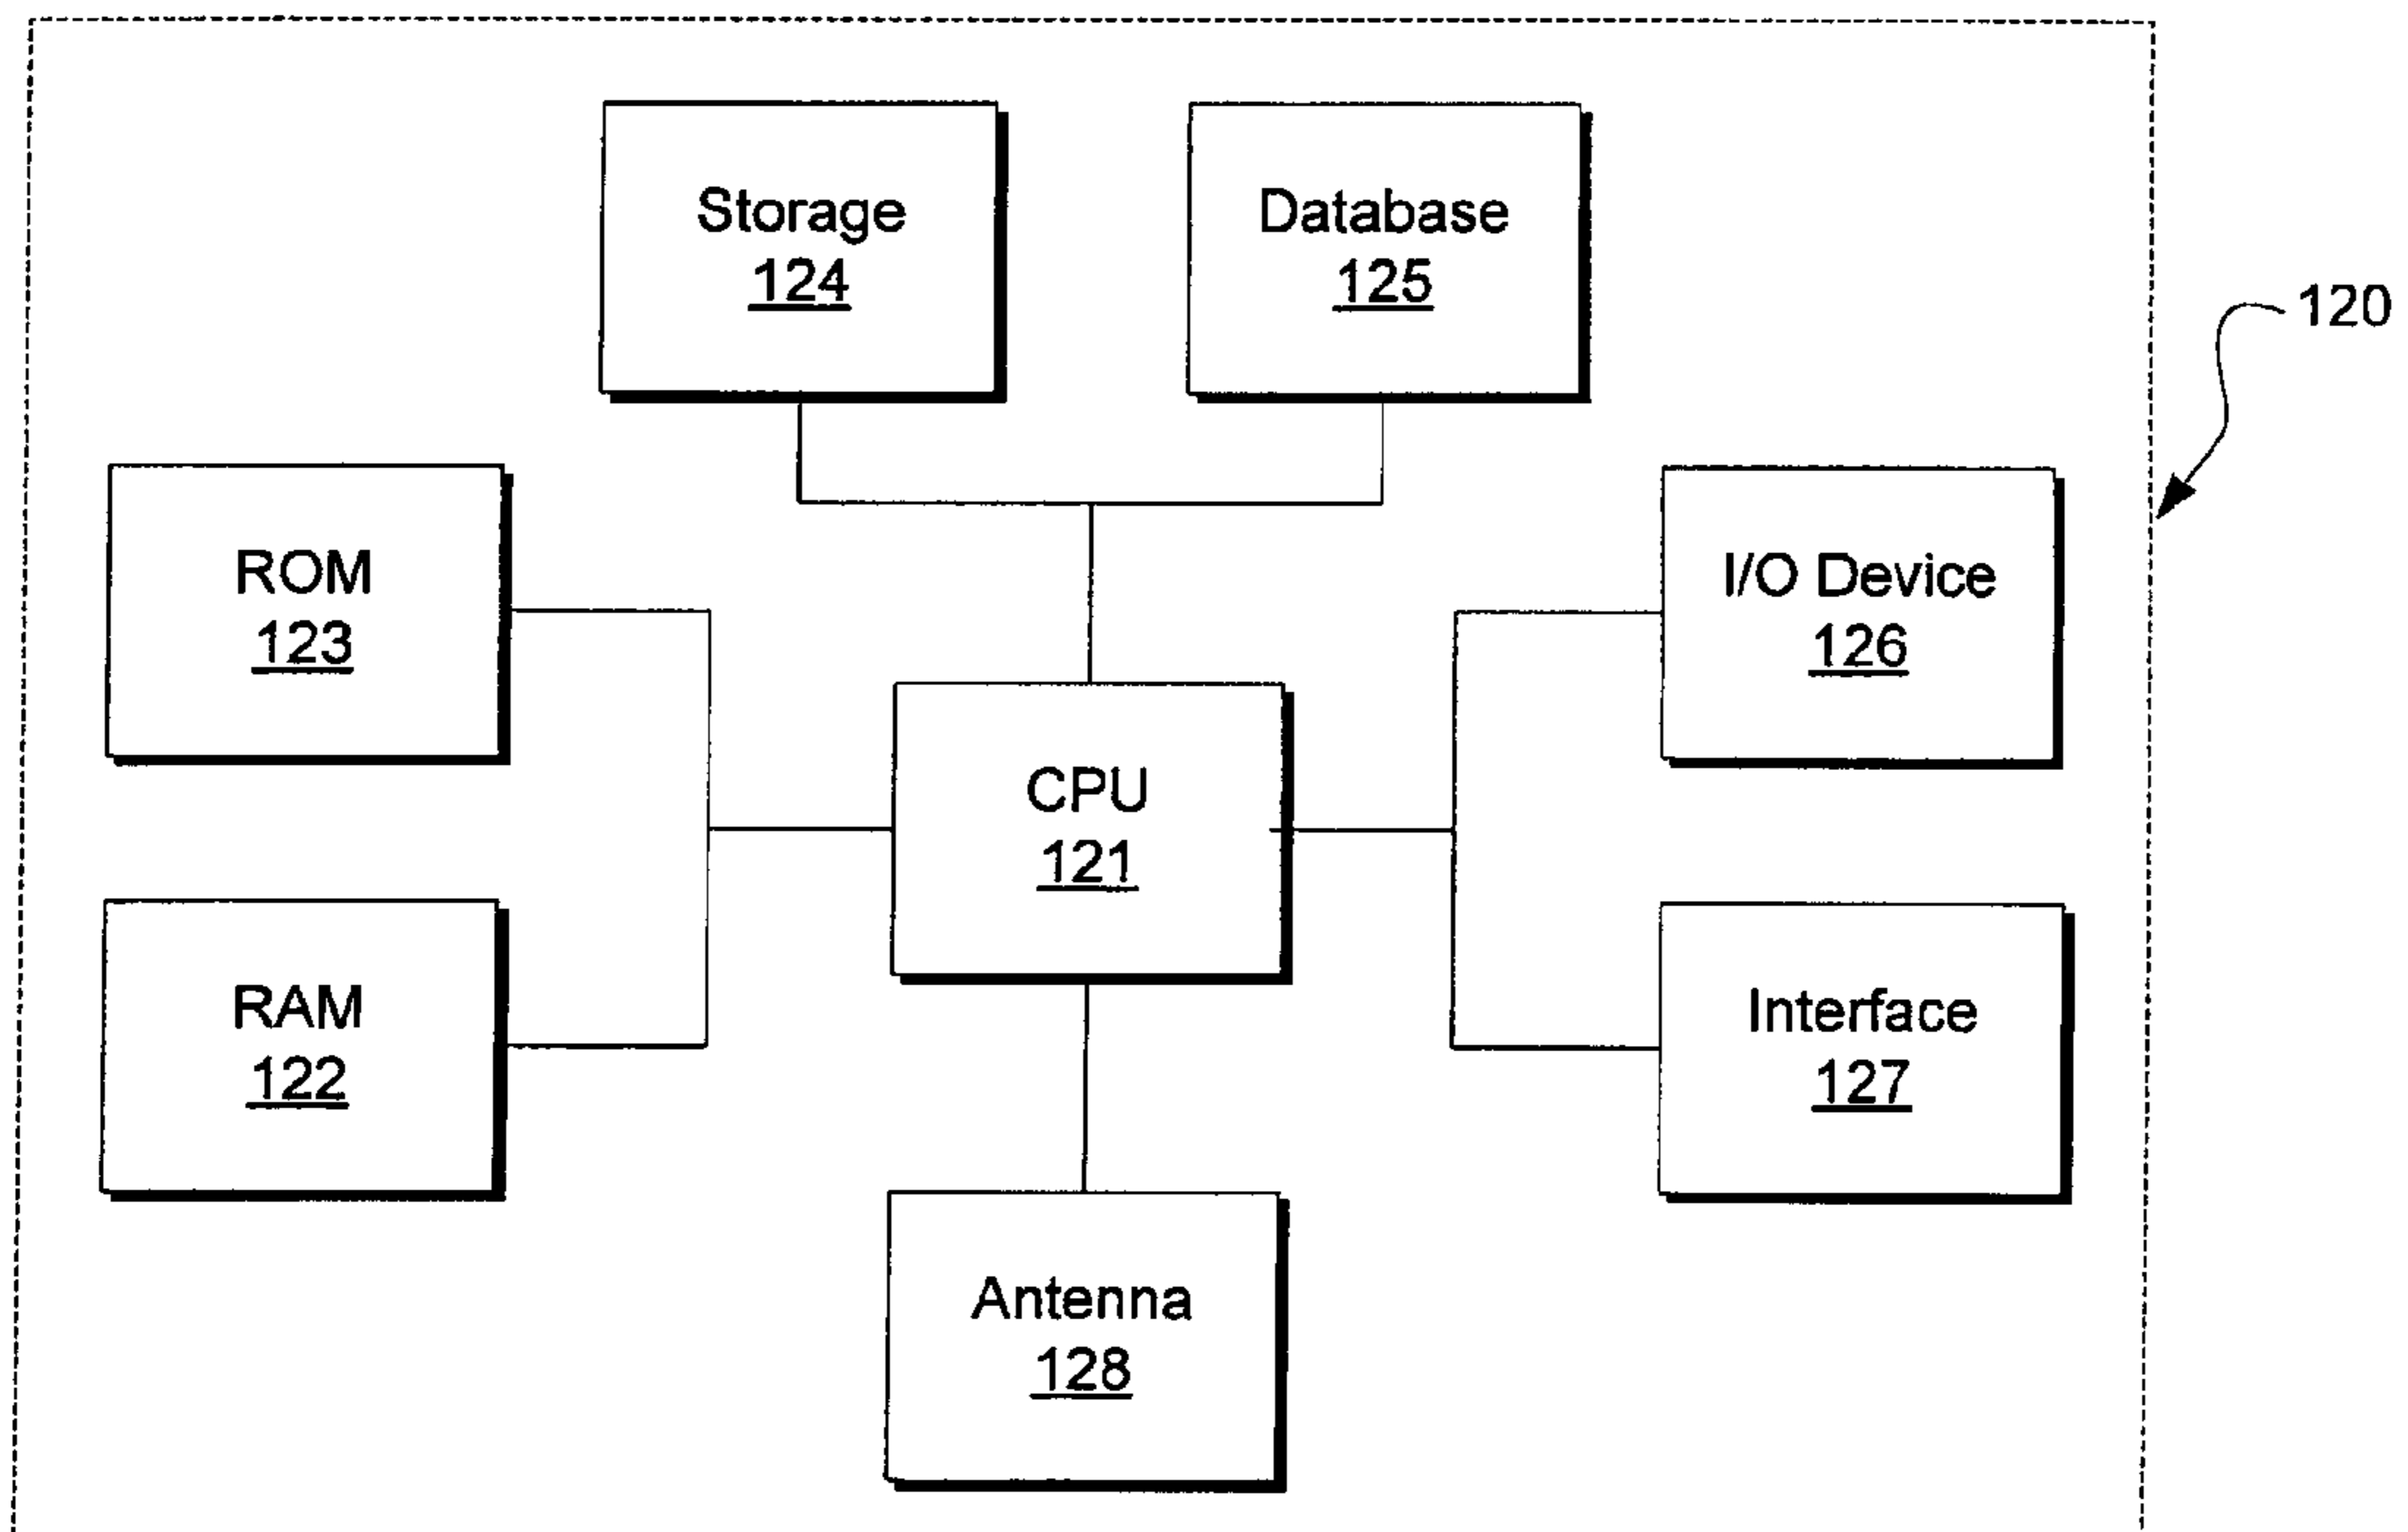 Storage
124
Database
125
120
ROM
123
I/O Device
126
CPU
121
RAM
122
Interface
127
Antenna
128